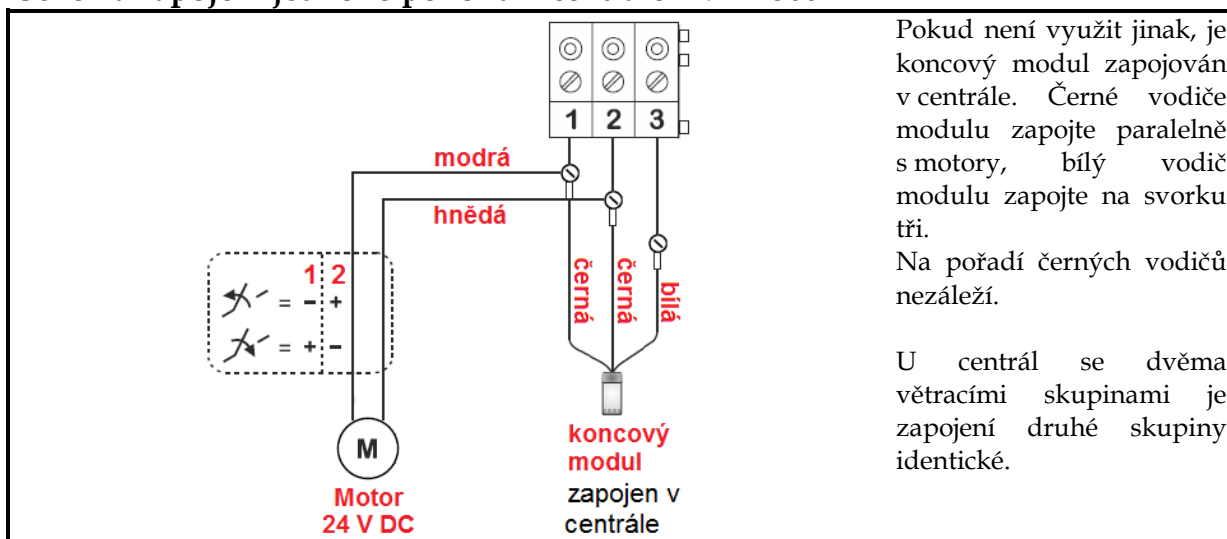 1 2 3
modrá
hnědá
1 2
= - +
= + -
černá
černá
bílá
M
Motor
24 V DC
koncový
modul
zapojen v
centrále
Pokud není využit jinak, je
koncový modul zapojován
v centrále. Černé vodiče
modulu zapojte paralelně
s motory, bílý vodič
modulu zapojte na svorku
tři.
Na pořadí černých vodičů
nezáleží.
U centrál se dvěma
větracími skupinami je
zapojení druhé skupiny
identické.